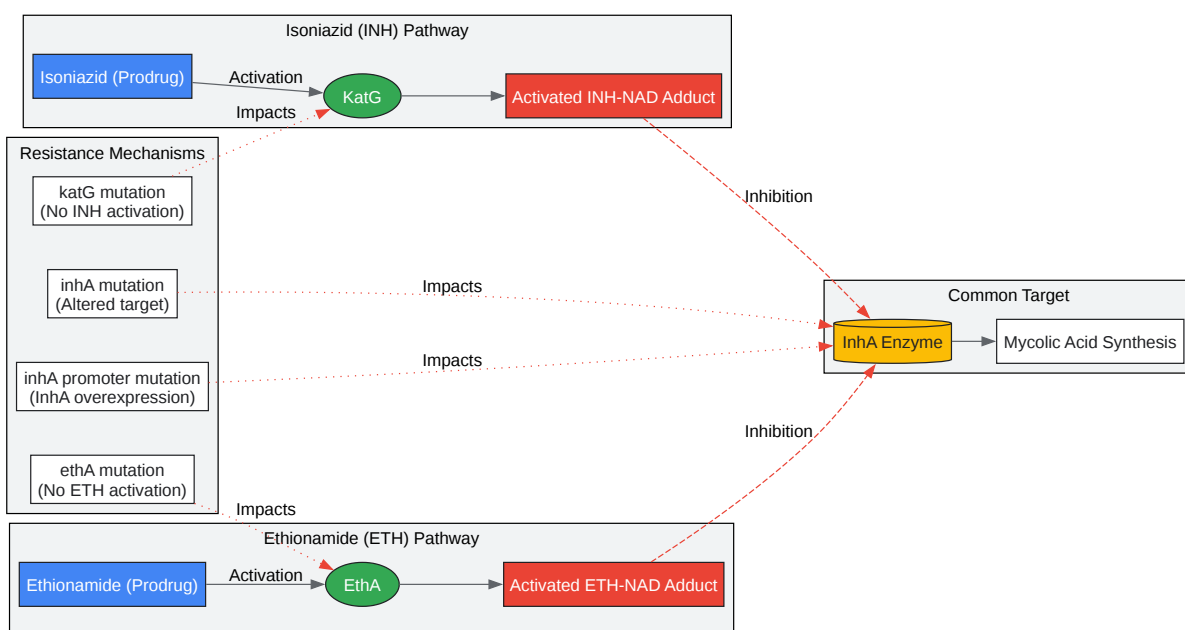 Isoniazid (INH) Pathway
Isoniazid (Prodrug)
Activation
KatG
Activated INH-NAD Adduct
Impacts
Resistance Mechanisms
katG mutation
(No INH activation)
Inhibition
inhA mutation
(Altered target)
Impacts
Common Target
InhA Enzyme
Mycolic Acid Synthesis
inhA promoter mutation
(InhA overexpression)
Impacts
Inhibition
ethA mutation
(No ETH activation)
Impacts
Ethionamide (ETH) Pathway
Ethionamide (Prodrug)
Activation
EthA
Activated ETH-NAD Adduct